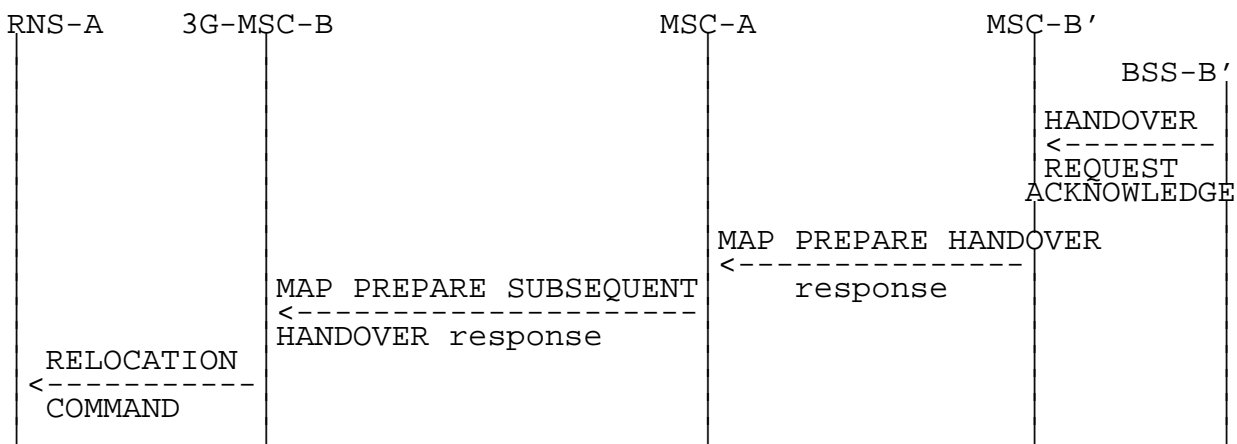 RNS-A 3G-MSC-B MSC-A MSC-B'
BSS-B'
HANDOVER
REQUEST
ACKNOWLEDGE
MAP PREPARE HANDOVER
response
MAP PREPARE SUBSEQUENT
HANDOVER response
RELOCATION
COMMAND